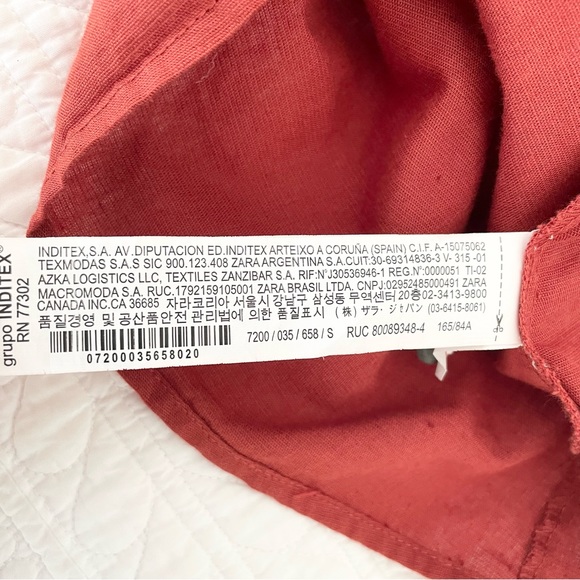 grupo INDITEX®
RN 77302
INDITEX,S.A. AV.DIPUTACION ED.INDITEX ARTEIXO A CORUÑA (SPAIN) C.I.F. A-15075062
TEXMODAS S.A.S SIC 900.123.408 ZARA ARGENTINA S.A.CUIT:30-69314836-3 V- 315 -01
AZKA LOGISTICS LLC, TEXTILES ZANZIBAR S.A. RIF:N°J30536946-1 REG.N°0000051 TI-02
MACROMODA S.A. RUC.1792159105001 ZARA BRASIL LTDA, CNPJ:02952485000491 ZARA
CANADA INC.CA 36685 자라코리아 서울시 강남구 삼성동 무역센터 20층02-3413-9800
품질경영 및 공산품안전 관리법에 의한 품질표시 (株) ザラ・ジャパン (03-6415-8061)
7200 / 035 / 658 / S RUC 80089348-4 165/84A
07200035658020